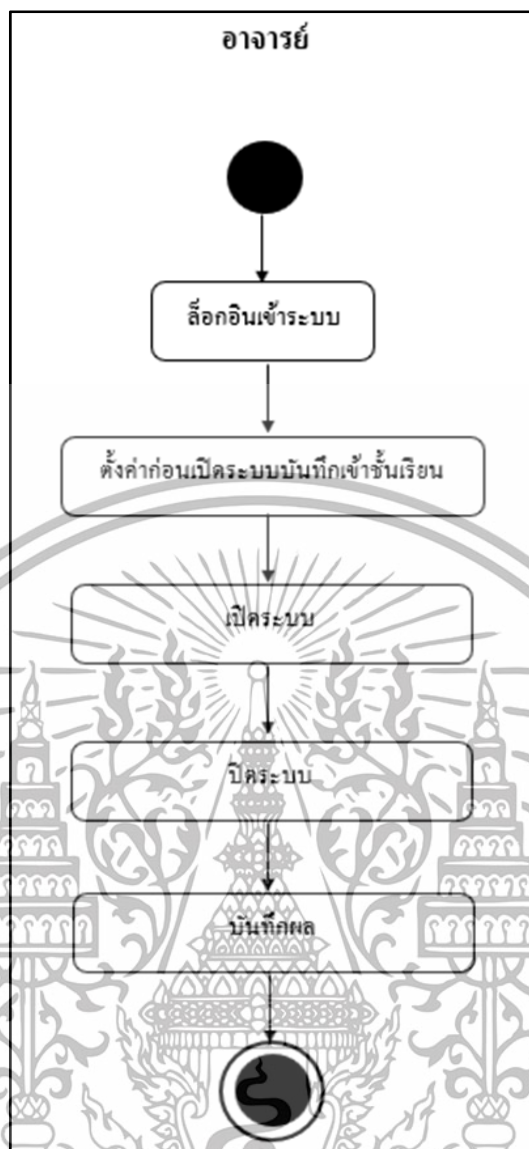 อาจารย์
ล็อกอินเข้าระบบ
ตั้งค่าก่อนเปิดระบบบันทึกเข้าชั้นเรียน
เปิดระบบ
ปิดระบบ
บันทึกผล